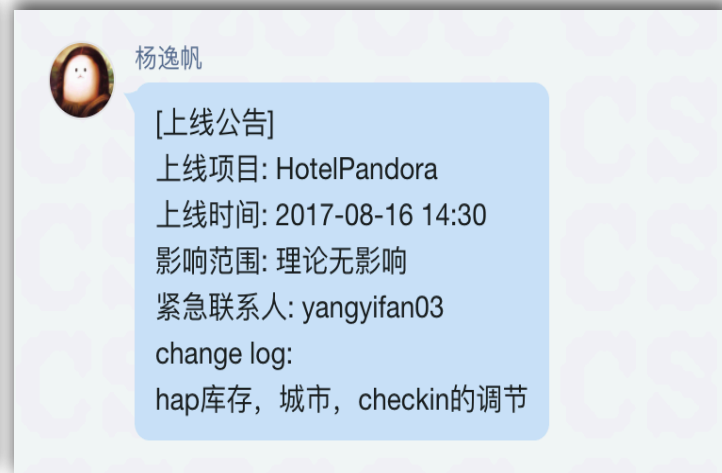 杨逸帆
[上线公告]
上线项目: HotelPandora
上线时间: 2017-08-16 14:30
影响范围: 理论无影响
紧急联系人: yangyifan03
change log:
hap库存，城市，checkin的调节